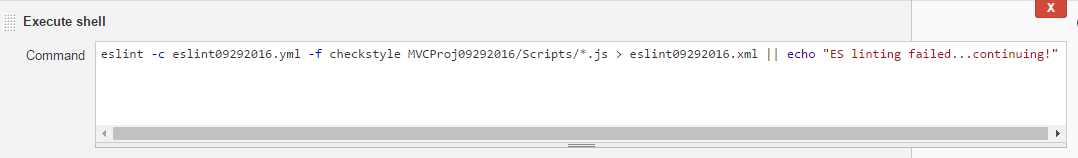 X
Execute shell
Command
eslint -c eslint09292016.yml -f checkstyle MVCProj09292016/Scripts/*.js > eslint09292016.xml || echo "ES linting failed...continuing!"